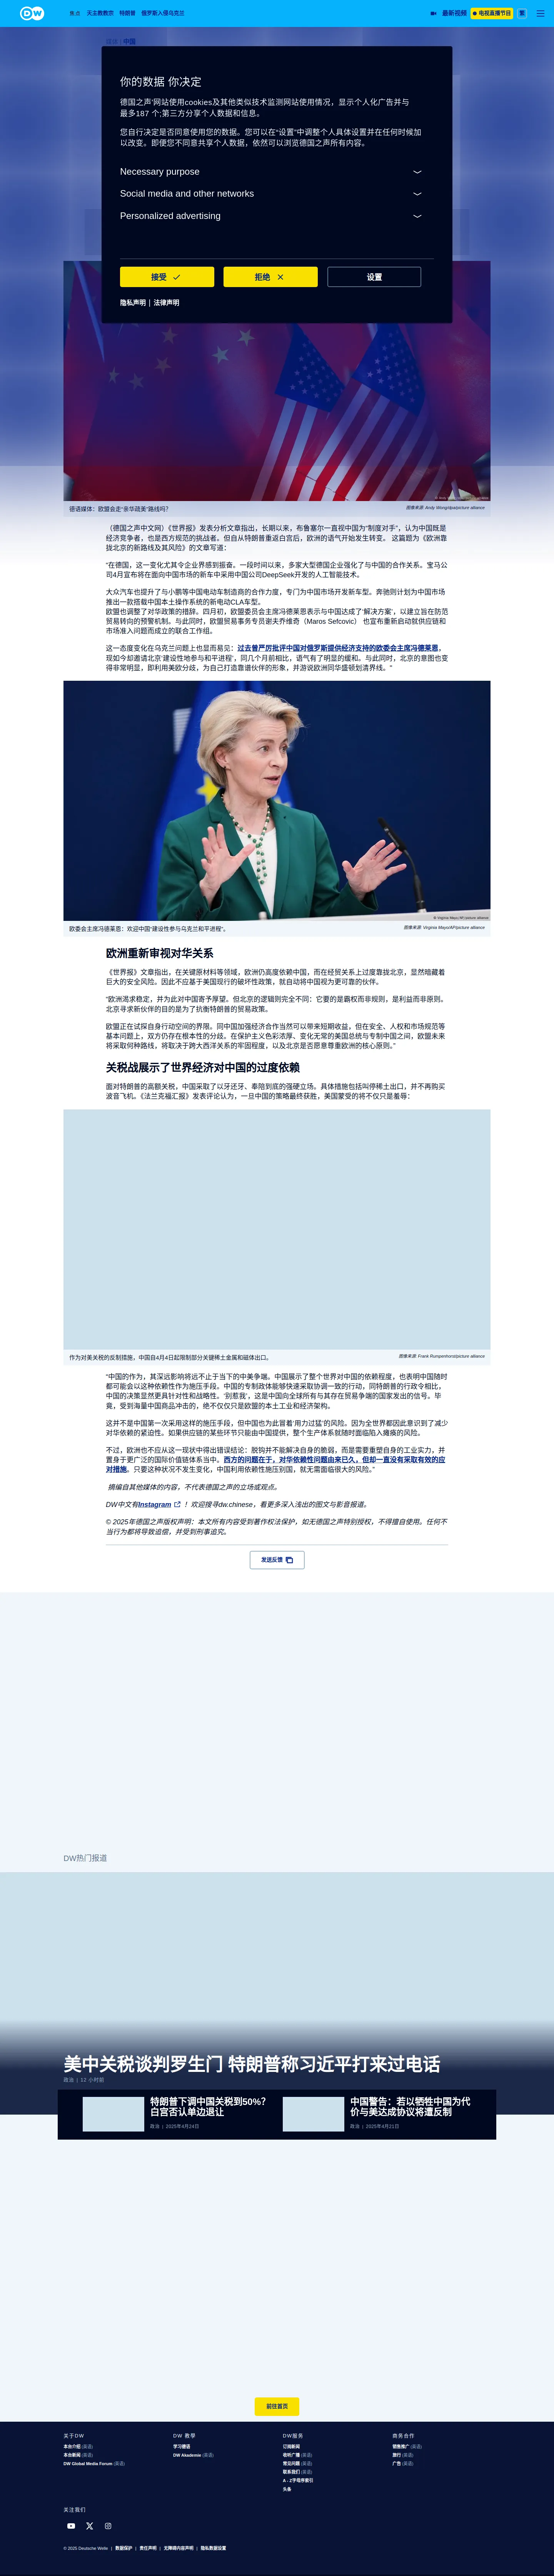 DW
焦点 天主教教宗 特朗普 俄罗斯入侵乌克兰
最新视频 电视直播节目 繁
媒体 | 中国
你的数据 你决定
德国之声'网站使用cookies及其他类似技术监测网站使用情况，显示个人化广告并与
最多187 个;第三方分享个人数据和信息。
您自行决定是否同意使用您的数据。您可以在“设置”中调整个人具体设置并在任何时候加
以改变。即便您不同意共享个人数据，依然可以浏览德国之声所有内容。
Necessary purpose
Social media and other networks
Personalized advertising
接受
拒绝
设置
隐私声明 | 法律声明
德语媒体：欧盟会走“亲华疏美”路线吗？
图像来源: Andy Wong/dpa/picture alliance
（德国之声中文网）《世界报》发表分析文章指出，长期以来，布鲁塞尔一直视中国为“制度对手”，认为中国既是
经济竞争者，也是西方规范的挑战者。但自从特朗普重返白宫后，欧洲的语气开始发生转变。 这篇题为《欧洲靠
拢北京的新路线及其风险》的文章写道：
“在德国，这一变化尤其令企业界感到振奋。一段时间以来，多家大型德国企业强化了与中国的合作关系。宝马公
司4月宣布将在面向中国市场的新车中采用中国公司DeepSeek开发的人工智能技术。
大众汽车也提升了与小鹏等中国电动车制造商的合作力度，专门为中国市场开发新车型。奔驰则计划为中国市场
推出一款搭载中国本土操作系统的新电动CLA车型。
欧盟也调整了对华政策的措辞。四月初，欧盟委员会主席冯德莱恩表示与中国达成了‘解决方案’，以建立旨在防范
贸易转向的预警机制。与此同时，欧盟贸易事务专员谢夫乔维奇（Maros Sefcovic） 也宣布重新启动就供应链和
市场准入问题而成立的联合工作组。
这一态度变化在乌克兰问题上也显而易见：过去曾严厉批评中国对俄罗斯提供经济支持的欧委会主席冯德莱恩，
现如今却邀请北京‘建设性地参与和平进程’，同几个月前相比，语气有了明显的缓和。与此同时，北京的意图也变
得非常明显，即利用美欧分歧，为自己打造靠谱伙伴的形象，并游说欧洲同华盛顿划清界线。”
© Virginia Mayo/AP/picture alliance
欧委会主席冯德莱恩：欢迎中国“建设性参与乌克兰和平进程”。
图像来源: Virginia Mayo/AP/picture alliance
欧洲重新审视对华关系
《世界报》文章指出，在关键原材料等领域，欧洲仍高度依赖中国，而在经贸关系上过度靠拢北京，显然暗藏着
巨大的安全风险。因此不应基于美国现行的破坏性政策，就自动将中国视为更可靠的伙伴。
“欧洲渴求稳定，并为此对中国寄予厚望。但北京的逻辑则完全不同：它要的是霸权而非规则，是利益而非原则。
北京寻求新伙伴的目的是为了抗衡特朗普的贸易政策。
欧盟正在试探自身行动空间的界限。同中国加强经济合作当然可以带来短期收益，但在安全、人权和市场规范等
基本问题上，双方仍存在根本性的分歧。在保护主义色彩浓厚、变化无常的美国总统与专制中国之间，欧盟未来
将采取何种路线，将取决于跨大西洋关系的牢固程度，以及北京是否愿意尊重欧洲的核心原则。”
关税战展示了世界经济对中国的过度依赖
面对特朗普的高额关税，中国采取了以牙还牙、奉陪到底的强硬立场。具体措施包括叫停稀土出口，并不再购买
波音飞机。《法兰克福汇报》发表评论认为，一旦中国的策略最终获胜，美国蒙受的将不仅只是羞辱：
作为对美关税的反制措施，中国自4月4日起限制部分关键稀土金属和磁体出口。
图像来源: Frank Rumpenhorst/picture alliance
“中国的作为，其深远影响将远不止于当下的中美争端。中国展示了整个世界对中国的依赖程度，也表明中国随时
都可能会以这种依赖性作为施压手段。中国的专制政体能够快速采取协调一致的行动，同特朗普的行政令相比，
中国的决策显然更具针对性和战略性。‘别惹我’，这是中国向全球所有与其存在贸易争端的国家发出的信号。毕
竟，受到海量中国商品冲击的，绝不仅仅只是欧盟的本土工业和经济架构。
这并不是中国第一次采用这样的施压手段，但中国也为此冒着‘用力过猛’的风险。因为全世界都因此意识到了减少
对华依赖的紧迫性。如果供应链的某些环节只能由中国提供，整个生产体系就随时面临陷入瘫痪的风险。
不过，欧洲也不应从这一现状中得出错误结论：脱钩并不能解决自身的脆弱，而是需要重塑自身的工业实力，并
置身于更广泛的国际价值链体系当中。西方的问题在于，对华依赖性问题由来已久，但却一直没有采取有效的应
对措施。只要这种状况不发生变化，中国利用依赖性施压别国，就无需面临很大的风险。”
摘编自其他媒体的内容，不代表德国之声的立场或观点。
DW中文有Instagram ！欢迎搜寻dw.chinese，看更多深入浅出的图文与影音报道。
© 2025年德国之声版权声明：本文所有内容受到著作权法保护，如无德国之声特别授权，不得擅自使用。任何不
当行为都将导致追偿，并受到刑事追究。
发送反馈
DW热门报道
美中关税谈判罗生门 特朗普称习近平打来过电话
政治 | 12 小时前
特朗普下调中国关税到50%？
白宫否认单边退让
政治 | 2025年4月24日
中国警告：若以牺牲中国为代
价与美达成协议将遭反制
政治 | 2025年4月21日
前往首页
关于DW
本台介绍 (英语)
本台新闻 (英语)
DW Global Media Forum (英语)
DW 教學
学习德语
DW Akademie (英语)
DW服务
订阅新闻
收听广播 (英语)
常见问题 (英语)
联系我们 (英语)
A - Z字母序索引
头条
商务合作
销售推广 (英语)
旅行 (英语)
广告 (英语)
关注我们
© 2025 Deutsche Welle | 数据保护 | 责任声明 | 无障碍内容声明 | 隐私数据设置